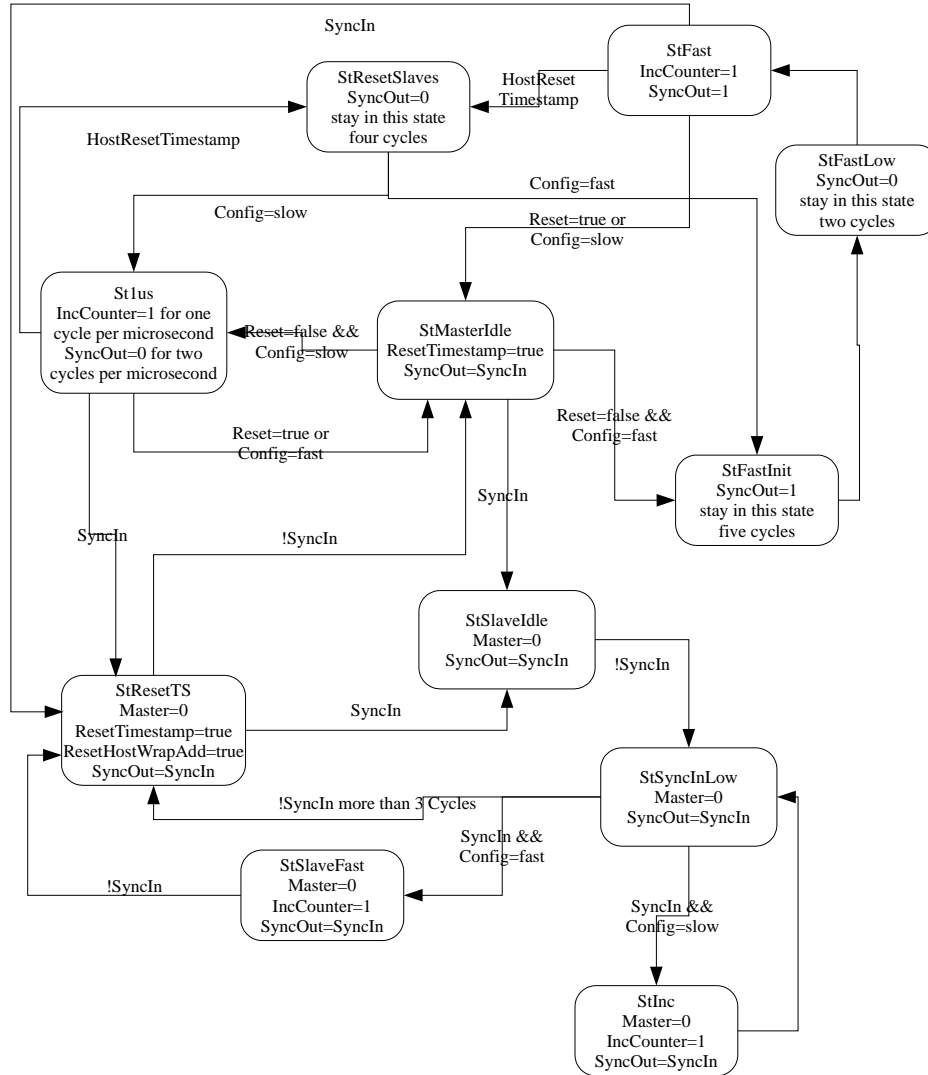 SyncIn
StFast
IncCounter=1
SyncOut=1
StResetSlaves
SyncOut=0
stay in this state
four cycles
HostReset
Timestamp
HostResetTimestamp
StFastLow
SyncOut=0
stay in this state
two cycles
Config=fast
Config=slow
Reset=true or
Config=slow
St1us
IncCounter=1 for one
cycle per microsecond
SyncOut=0 for two
cycles per microsecond
Reset=false &&
Config=slow
StMasterIdle
ResetTimestamp=true
SyncOut=SyncIn
Reset=false &&
Config=fast
Reset=true or
Config=fast
StFastInit
SyncOut=1
stay in this state
five cycles
SyncIn
SyncIn
!SyncIn
StSlaveIdle
Master=0
SyncOut=SyncIn
!SyncIn
StResetTS
Master=0
ResetTimestamp=true
ResetHostWrapAdd=true
SyncOut=SyncIn
SyncIn
StSyncInLow
Master=0
SyncOut=SyncIn
!SyncIn more than 3 Cycles
SyncIn &&
Config=fast
StSlaveFast
Master=0
IncCounter=1
SyncOut=SyncIn
!SyncIn
SyncIn &&
Config=slow
StInc
Master=0
IncCounter=1
SyncOut=SyncIn